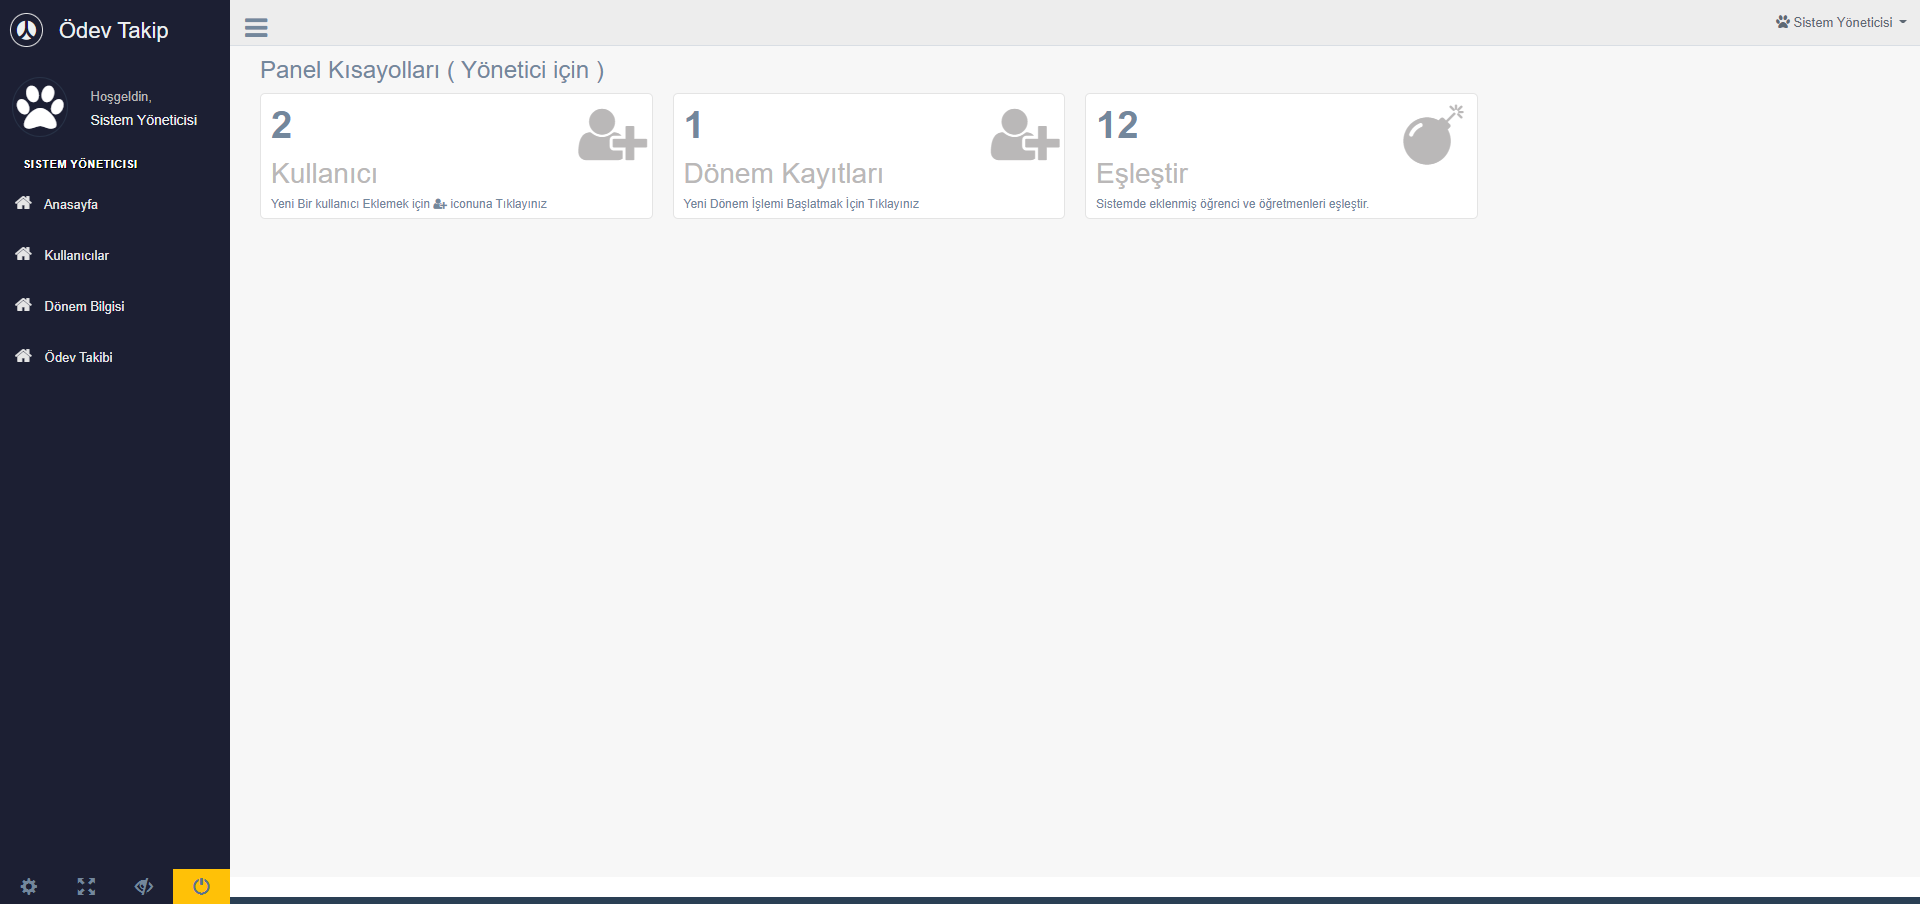 Ödev Takip
Hoşgeldin,
Sistem Yöneticisi
SISTEM YÖNETICISI
Anasayfa
Kullanıcılar
Dönem Bilgisi
Ödev Takibi
Sistem Yöneticisi
Panel Kısayolları ( Yönetici için )
2
Kullanıcı
Yeni Bir kullanıcı Eklemek için iconuna Tıklayınız
1
Dönem Kayıtları
Yeni Dönem İşlemi Başlatmak İçin Tıklayınız
12
Eşleştir
Sistemde eklenmiş öğrenci ve öğretmenleri eşleştir.